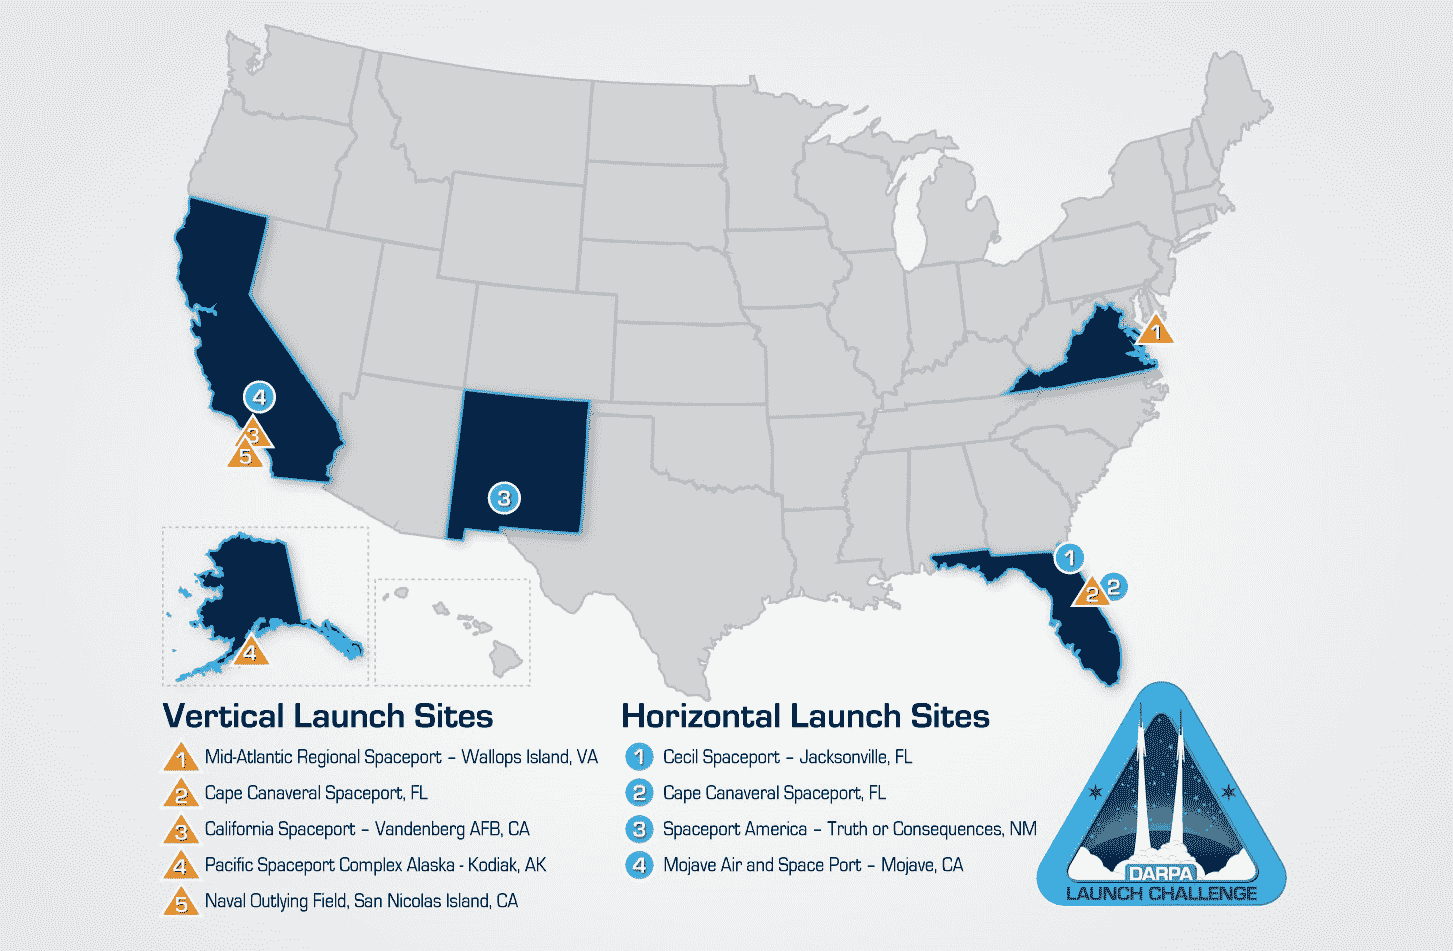 1
4
3
5
3
1
2
2
4
Vertical Launch Sites
1 Mid-Atlantic Regional Spaceport – Wallops Island, VA
2 Cape Canaveral Spaceport, FL
3 California Spaceport – Vandenberg AFB, CA
4 Pacific Spaceport Complex Alaska - Kodiak, AK
5 Naval Outlying Field, San Nicolas Island, CA
Horizontal Launch Sites
1 Cecil Spaceport – Jacksonville, FL
2 Cape Canaveral Spaceport, FL
3 Spaceport America – Truth or Consequences, NM
4 Mojave Air and Space Port – Mojave, CA
DARPA
LAUNCH CHALLENGE